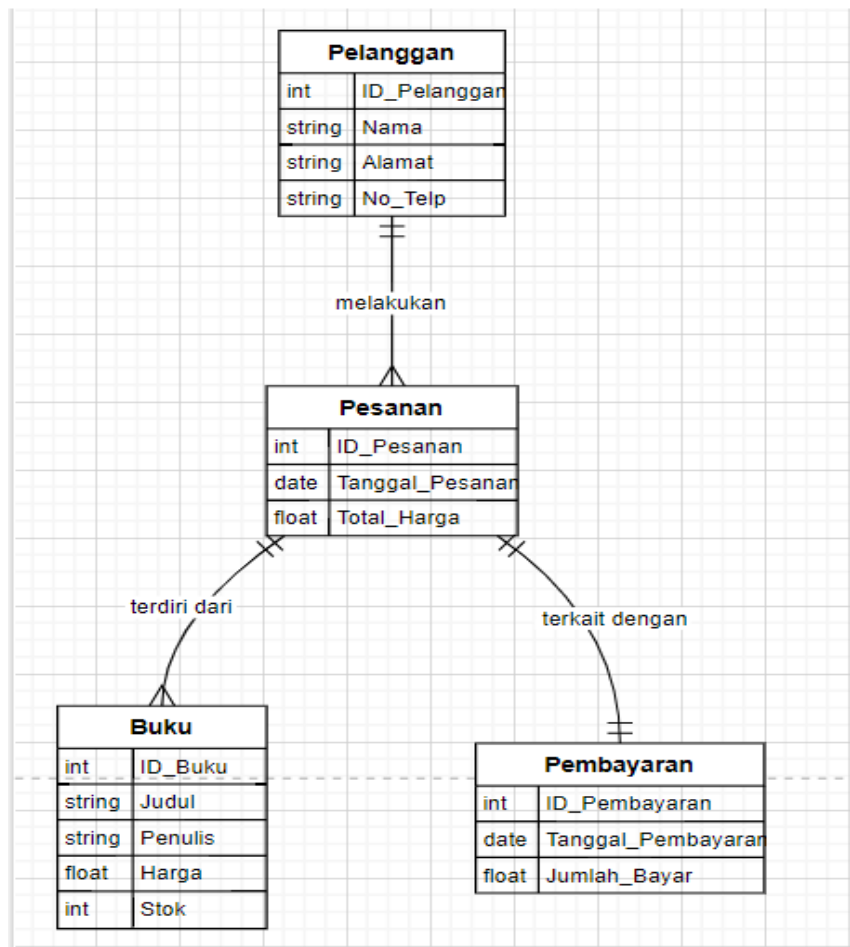 Pelanggan
int ID_Pelanggan
string Nama
string Alamat
string No_Telp
melakukan
Pesanan
int ID_Pesanan
date Tanggal_Pesanan
float Total_Harga
terdiri dari
terkait dengan
Buku
int ID_Buku
string Judul
string Penulis
float Harga
int Stok
Pembayaran
int ID_Pembayaran
date Tanggal_Pembayaran
float Jumlah_Bayar